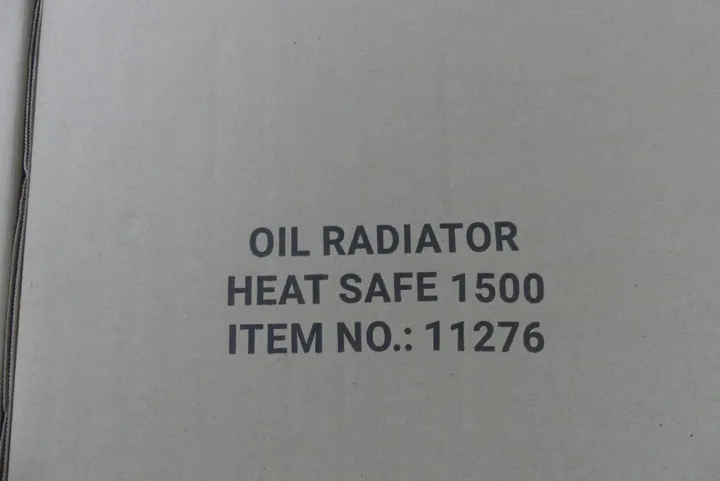 OIL RADIATOR
HEAT SAFE 1500
ITEM NO.: 11276